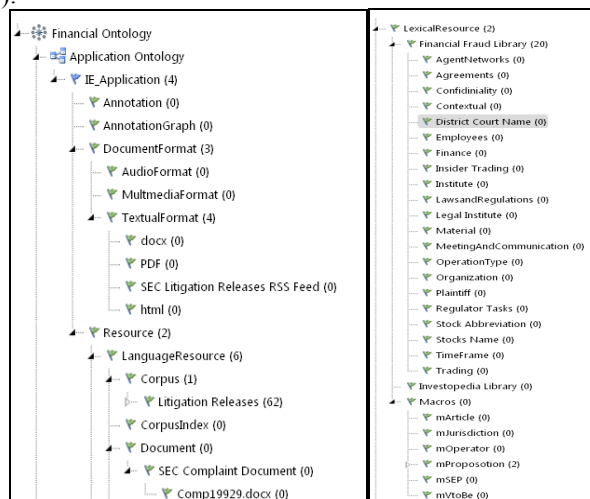 ).
Financial Ontology
Application Ontology
IE_Application (4)
Annotation (0)
AnnotationGraph (0)
DocumentFormat (3)
AudioFormat (0)
MultmediaFormat (0)
TextualFormat (4)
docx (0)
PDF (0)
SEC Litigation Releases RSS Feed (0)
html (0)
Resource (2)
LanguageResource (6)
Corpus (1)
Litigation Releases (62)
CorpusIndex (0)
Document (0)
SEC Complaint Document (0)
Comp19929.docx (0)
LexicalResource (2)
Financial Fraud Library (20)
AgentNetworks (0)
Agreements (0)
Confidiniality (0)
Contextual (0)
District Court Name (0)
Employees (0)
Finance (0)
Insider Trading (0)
Institute (0)
LawsandRegulations (0)
Legal Institute (0)
Material (0)
MeetingAndCommunication (0)
OperationType (0)
Organization (0)
Plaintiff (0)
Regulator Tasks (0)
Stock Abbreviation (0)
Stocks Name (0)
TimeFrame (0)
Trading (0)
Investopedia Library (0)
Macros (0)
mArticle (0)
mJurisdiction (0)
mOperator (0)
mProposotion (2)
mSEP (0)
mVtoBe (0)